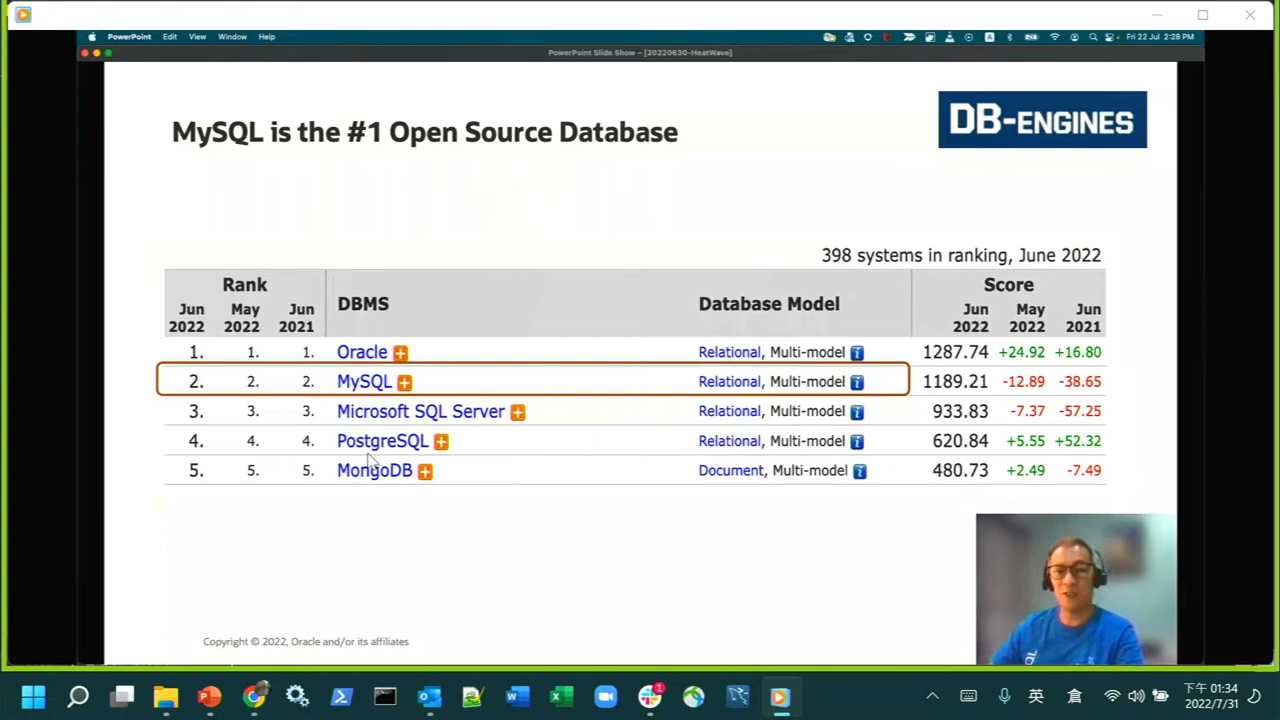 PowerPoint Edit View Window Help
A
Fri 22 Jul 2:28 PM
PowerPoint Slide Show - [20220630-HeatWave]
MySQL is the #1 Open Source Database
DB-ENGINES
398 systems in ranking, June 2022
Rank DBMS Database Model Score
Jun 2022 May 2022 Jun 2021 Jun 2022 May 2022 Jun 2021
1. 1. 1. Oracle Relational, Multi-model 1287.74 +24.92 +16.80
2. 2. 2. MySQL Relational, Multi-model 1189.21 -12.89 -38.65
3. 3. 3. Microsoft SQL Server Relational, Multi-model 933.83 -7.37 -57.25
4. 4. 4. PostgreSQL Relational, Multi-model 620.84 +5.55 +52.32
5. 5. 5. MongoDB Document, Multi-model 480.73 +2.49 -7.49
Copyright © 2022, Oracle and/or its affiliates
1
英
倉
下午 01:34
2022/7/31